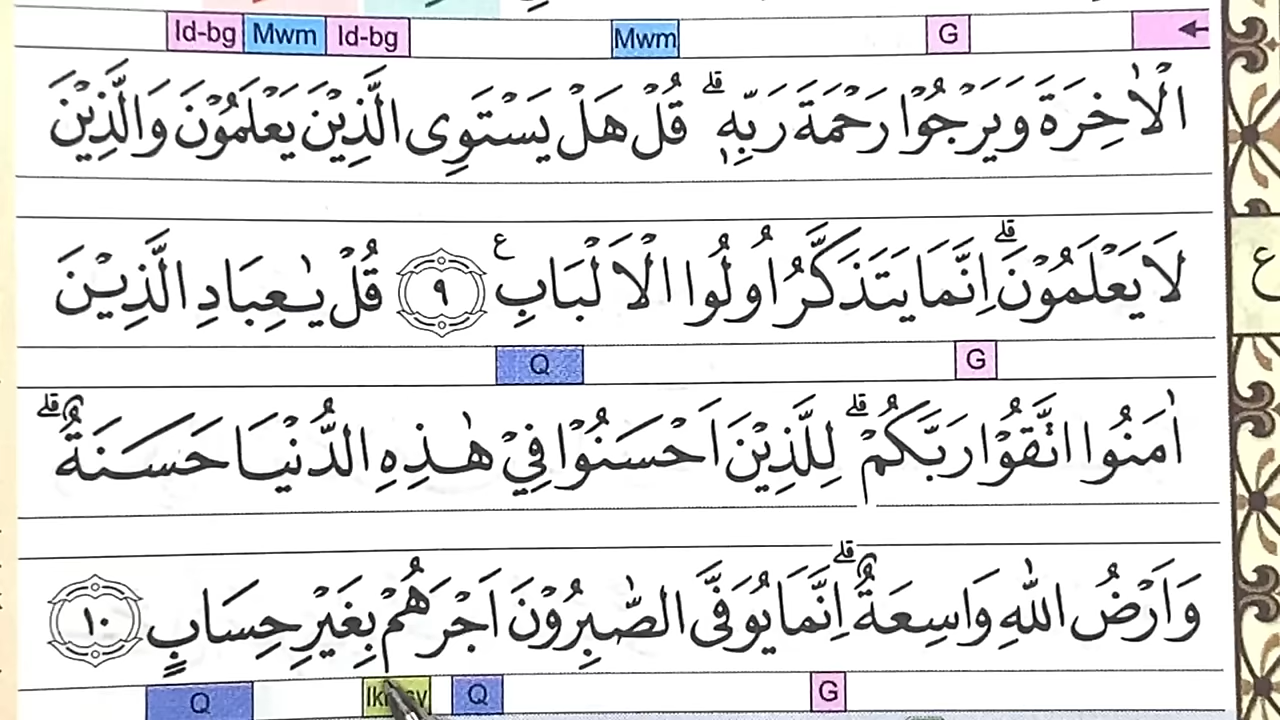 Id-bg Mwm Id-bg Mwm G
الْاٰخِرَةَ وَيَرْجُوْا رَحْمَةَ رَبِّهٖۗ قُلْ هَلْ يَسْتَوِى الَّذِيْنَ يَعْلَمُوْنَ وَالَّذِيْنَ
لَا يَعْلَمُوْنَۗ اِنَّمَا يَتَذَكَّرُ اُولُوا الْاَلْبَابِ ࣖ ٩ قُلْ يٰعِبَادِ الَّذِيْنَ
ع
Q G
اٰمَنُوا اتَّقُوْا رَبَّكُمْۗ لِلَّذِيْنَ اَحْسَنُوْا فِيْ هٰذِهِ الدُّنْيَا حَسَنَةٌۗ
وَاَرْضُ اللّٰهِ وَاسِعَةٌۗ اِنَّمَا يُوَفَّى الصّٰبِرُوْنَ اَجْرَهُمْ بِغَيْرِ حِسَابٍ ١٠
Q Q G